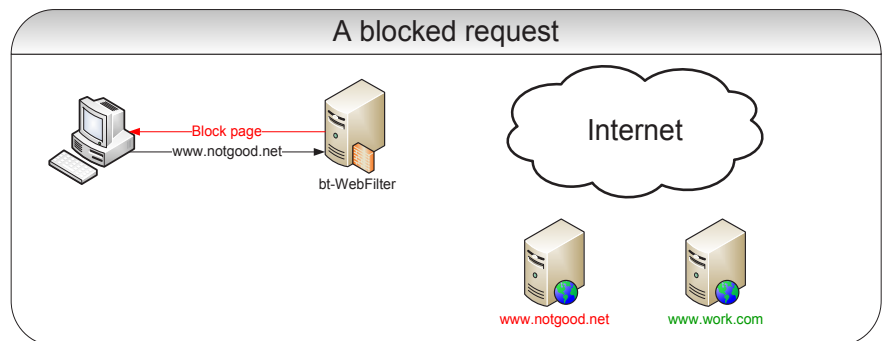 A blocked request
Block page
www.notgood.net
bt-WebFilter
Internet
www.notgood.net
www.work.com